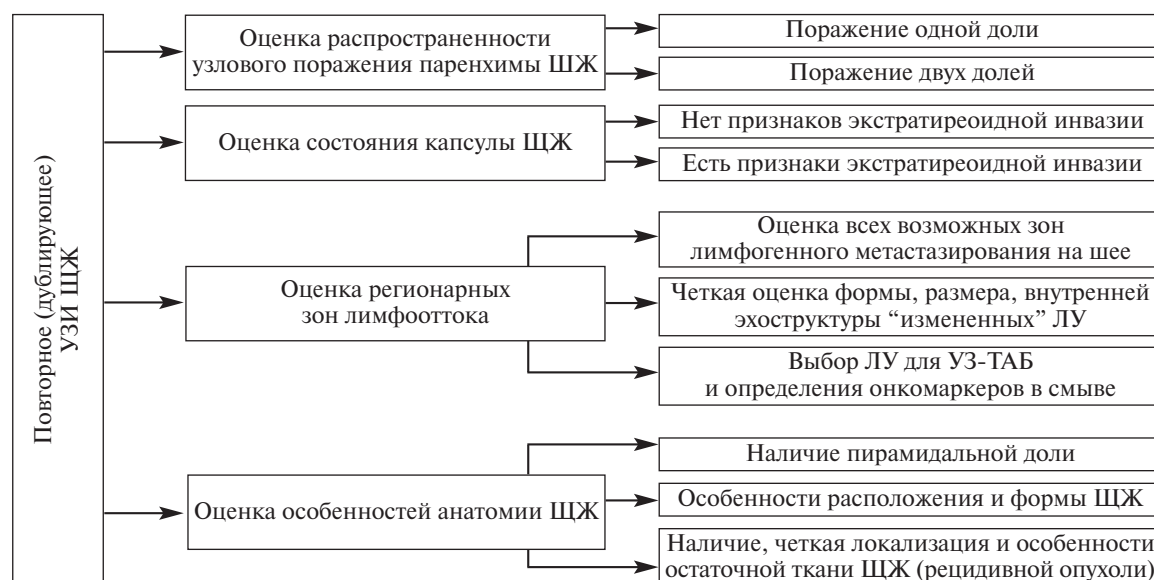 Повторное (дублирующее)
УЗИ ЩЖ
Оценка распространенности
узлового поражения паренхимы ШЖ
Поражение одной доли
Поражение двух долей
Оценка состояния капсулы ЩЖ
Нет признаков экстратиреоидной инвазии
Есть признаки экстратиреоидной инвазии
Оценка регионарных
зон лимфооттока
Оценка всех возможных зон
лимфогенного метастазирования на шее
Четкая оценка формы, размера, внутренней
эхоструктуры “измененных” ЛУ
Выбор ЛУ для УЗ-ТАБ
и определения онкомаркеров в смыве
Оценка особенностей анатомии ЩЖ
Наличие пирамидальной доли
Особенности расположения и формы ЩЖ
Наличие, четкая локализация и особенности
остаточной ткани ЩЖ (рецидивной опухоли)